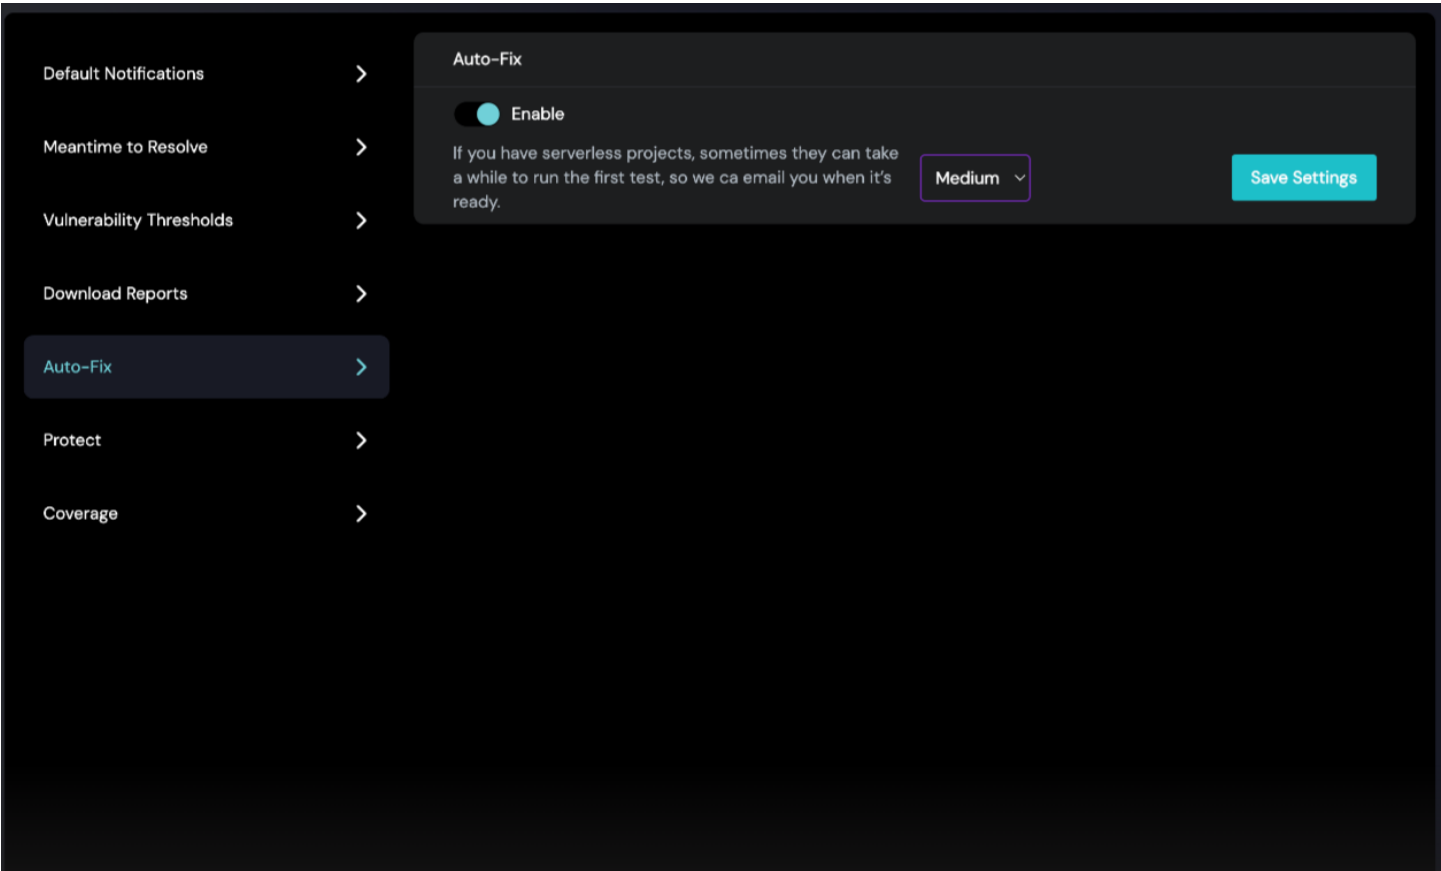 Default Notifications
Meantime to Resolve
Vulnerability Thresholds
Download Reports
Auto-Fix
Protect
Coverage
Auto-Fix
Enable
If you have serverless projects, sometimes they can take
a while to run the first test, so we ca email you when it's
ready.
Medium
Save Settings